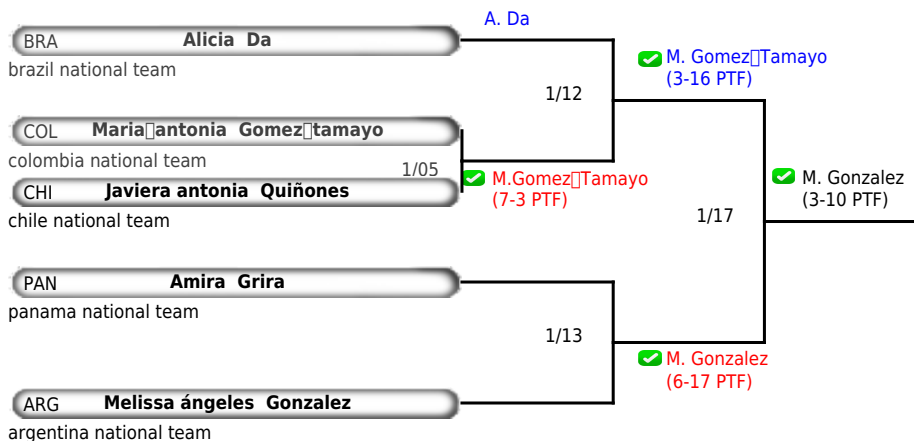 A. Da
BRA Alicia Da
brazil national team
M. Gomez▯Tamayo
(3-16 PTF)
1/12
COL Maria▯antonia Gomez▯tamayo
colombia national team
1/05
M.Gomez▯Tamayo
(7-3 PTF)
CHI Javiera antonia Quiñones
chile national team
M. Gonzalez
(3-10 PTF)
1/17
PAN Amira Grira
panama national team
1/13
M. Gonzalez
(6-17 PTF)
ARG Melissa ángeles Gonzalez
argentina national team